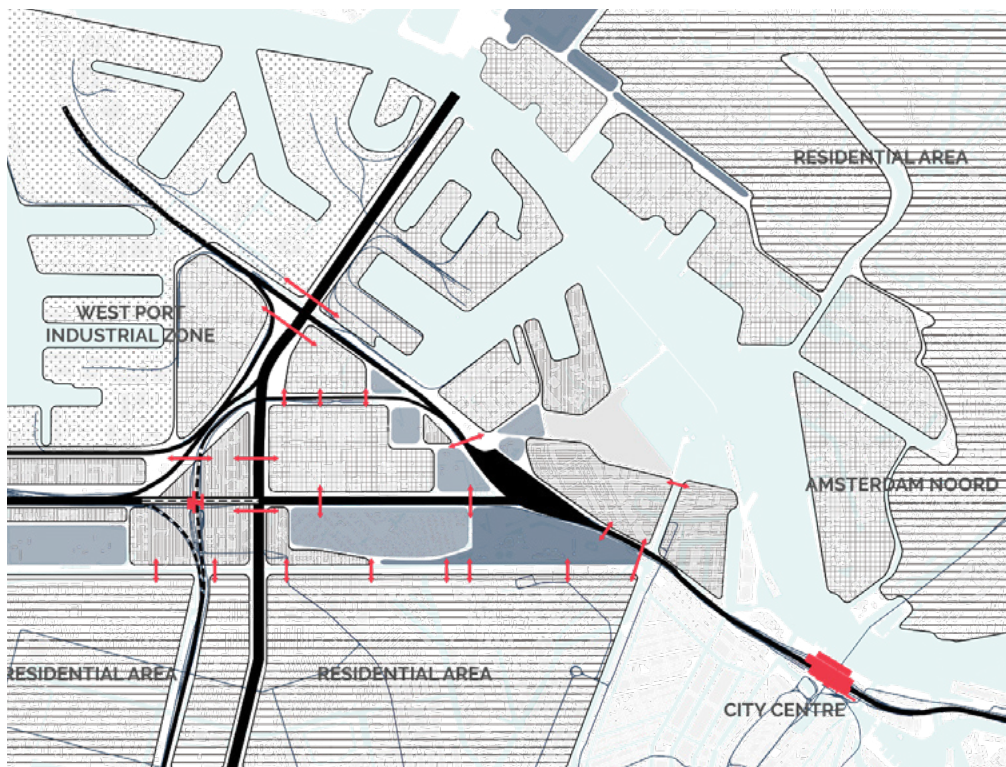 RESIDENTIAL AREA
WEST PORT
INDUSTRIAL ZONE
AMSTERDAM NOORD
RESIDENTIAL AREA
RESIDENTIAL AREA
CITY CENTRE